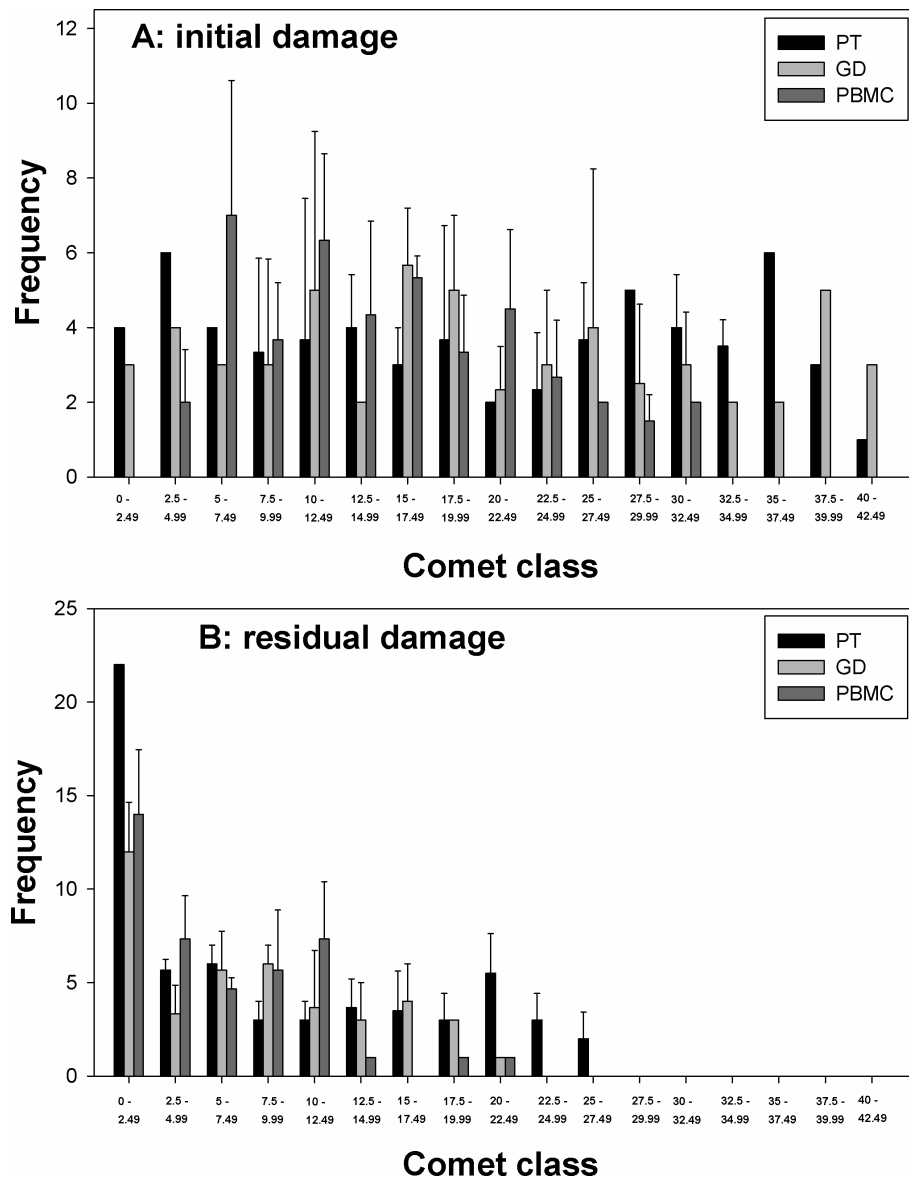 A: initial damage
PT
GD
PBMC
12
10
8
6
4
2
0
Frequency
0 - 2.5 - 5 - 7.5 - 10 - 12.5 - 15 - 17.5 - 20 - 22.5 - 25 - 27.5 - 30 - 32.5 - 35 - 37.5 - 40 -
2.49 4.99 7.49 9.99 12.49 14.99 17.49 19.99 22.49 24.99 27.49 29.99 32.49 34.99 37.49 39.99 42.49
Comet class
B: residual damage
PT
GD
PBMC
25
20
15
10
5
0
Frequency
0 - 2.5 - 5 - 7.5 - 10 - 12.5 - 15 - 17.5 - 20 - 22.5 - 25 - 27.5 - 30 - 32.5 - 35 - 37.5 - 40 -
2.49 4.99 7.49 9.99 12.49 14.99 17.49 19.99 22.49 24.99 27.49 29.99 32.49 34.99 37.49 39.99 42.49
Comet class